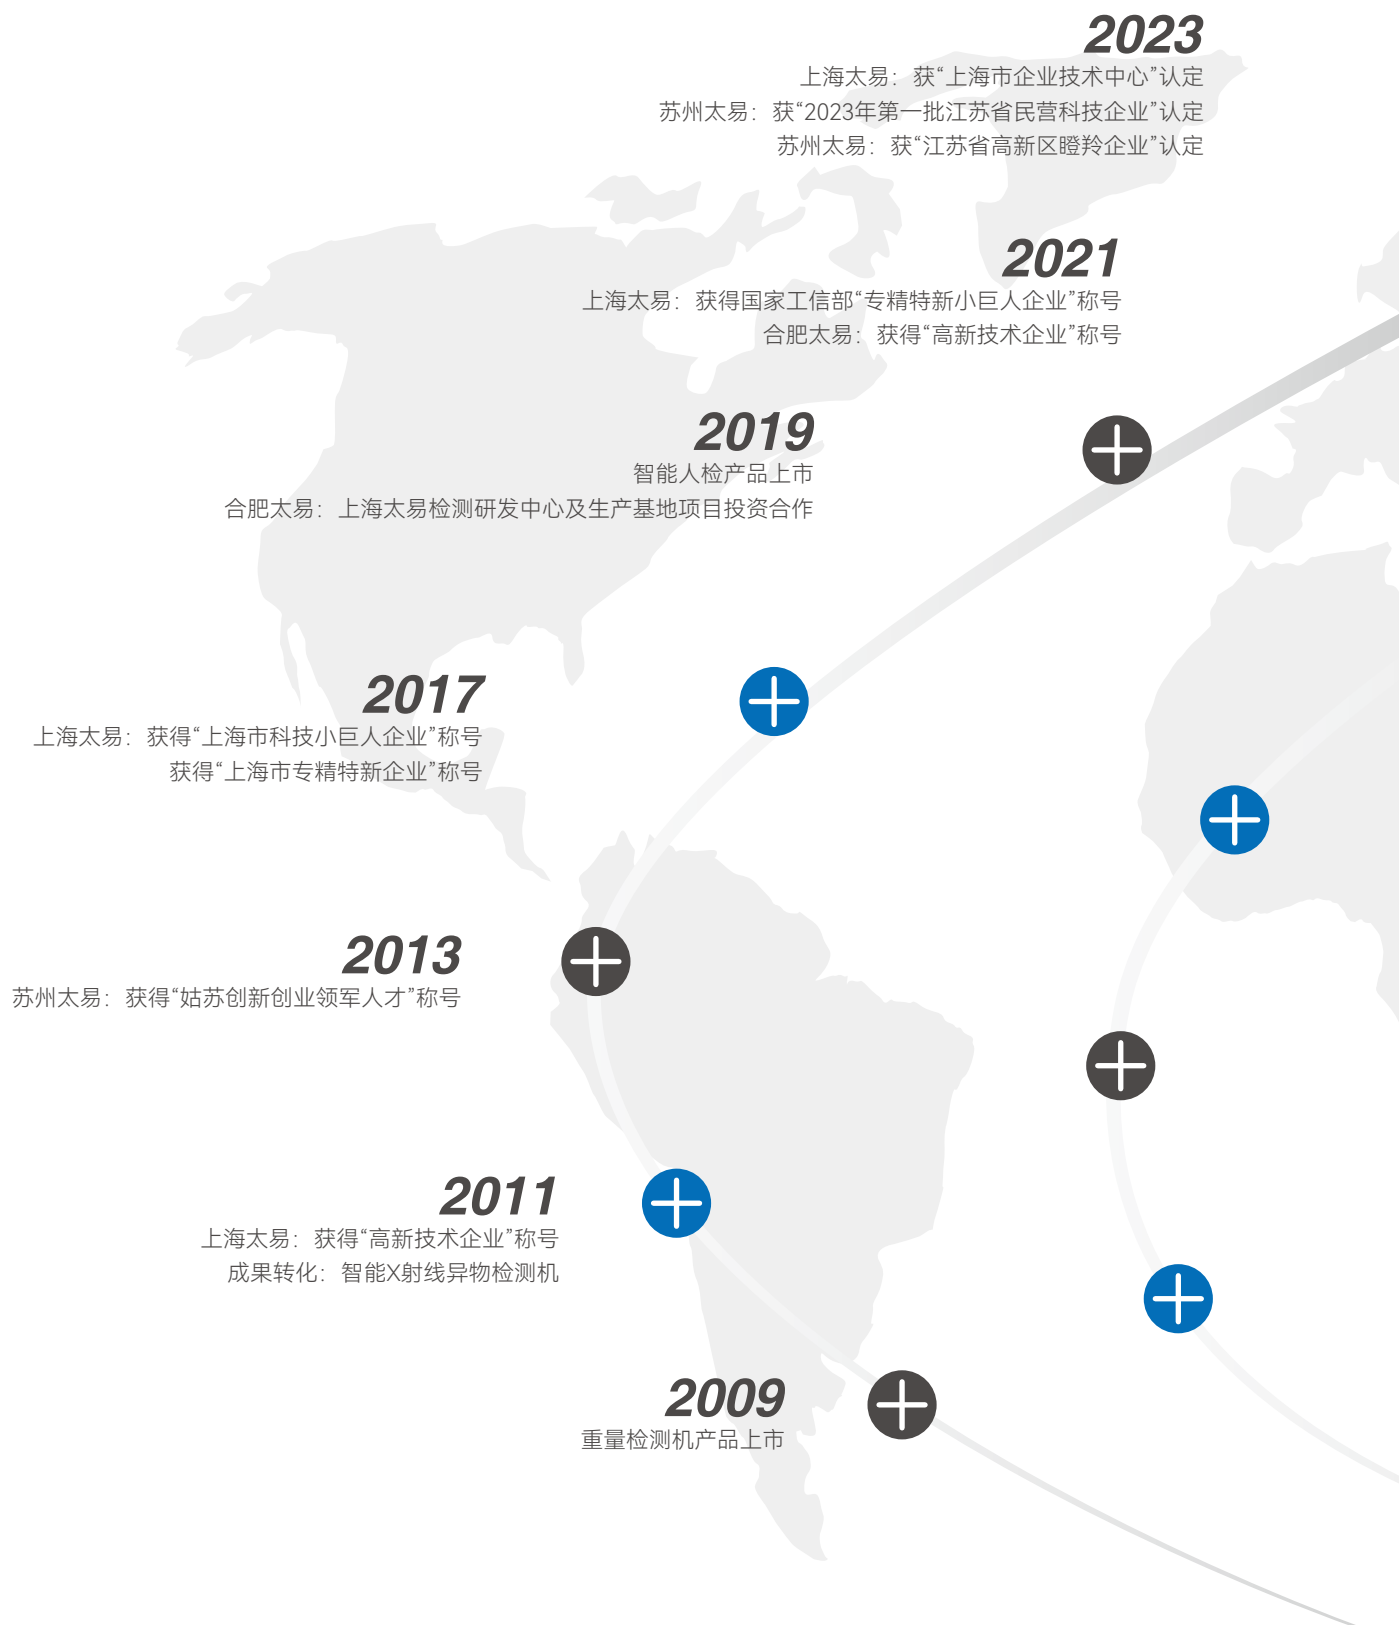 2023
上海太易：获“上海市企业技术中心”认定
苏州太易：获“2023年第一批江苏省民营科技企业”认定
苏州太易：获“江苏省高新区瞪羚企业”认定
2021
上海太易：获得国家工信部“专精特新小巨人企业”称号
合肥太易：获得“高新技术企业”称号
2019
智能人检产品上市
合肥太易：上海太易检测研发中心及生产基地项目投资合作
2017
上海太易：获得“上海市科技小巨人企业”称号
获得“上海市专精特新企业”称号
2013
苏州太易：获得“姑苏创新创业领军人才”称号
2011
上海太易：获得“高新技术企业”称号
成果转化：智能X射线异物检测机
2009
重量检测机产品上市